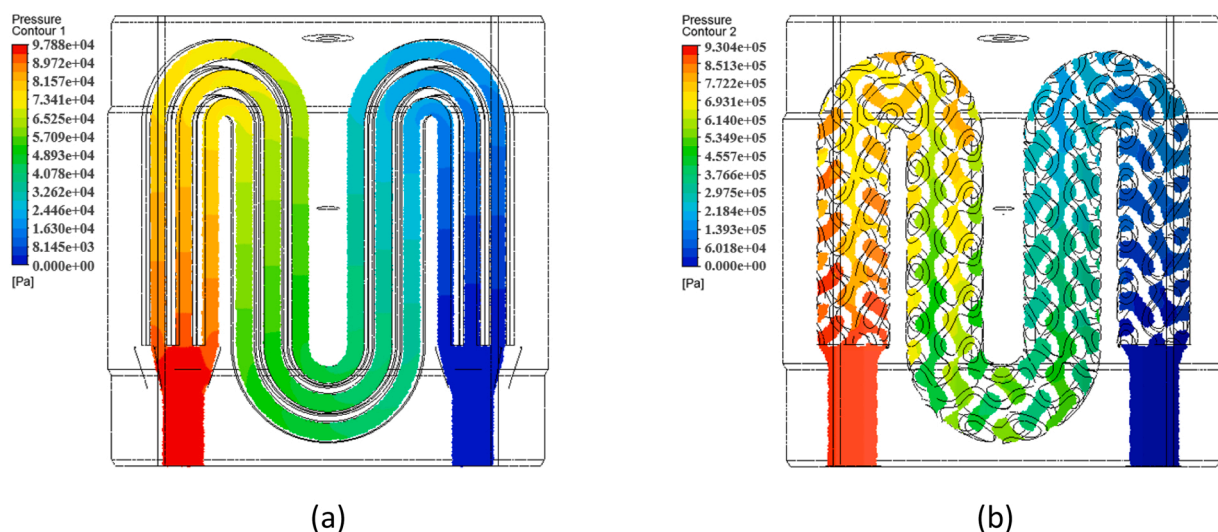 Pressure
Contour 1
9.788e+04
8.972e+04
8.157e+04
7.341e+04
6.525e+04
5.709e+04
4.893e+04
4.078e+04
3.262e+04
2.446e+04
1.630e+04
8.145e+03
0.000e+00
[Pa]
(a)
Pressure
Contour 2
9.304e+05
8.513e+05
7.722e+05
6.931e+05
6.140e+05
5.349e+05
4.557e+05
3.766e+05
2.975e+05
2.184e+05
1.393e+05
6.018e+04
0.000e+00
[Pa]
(b)